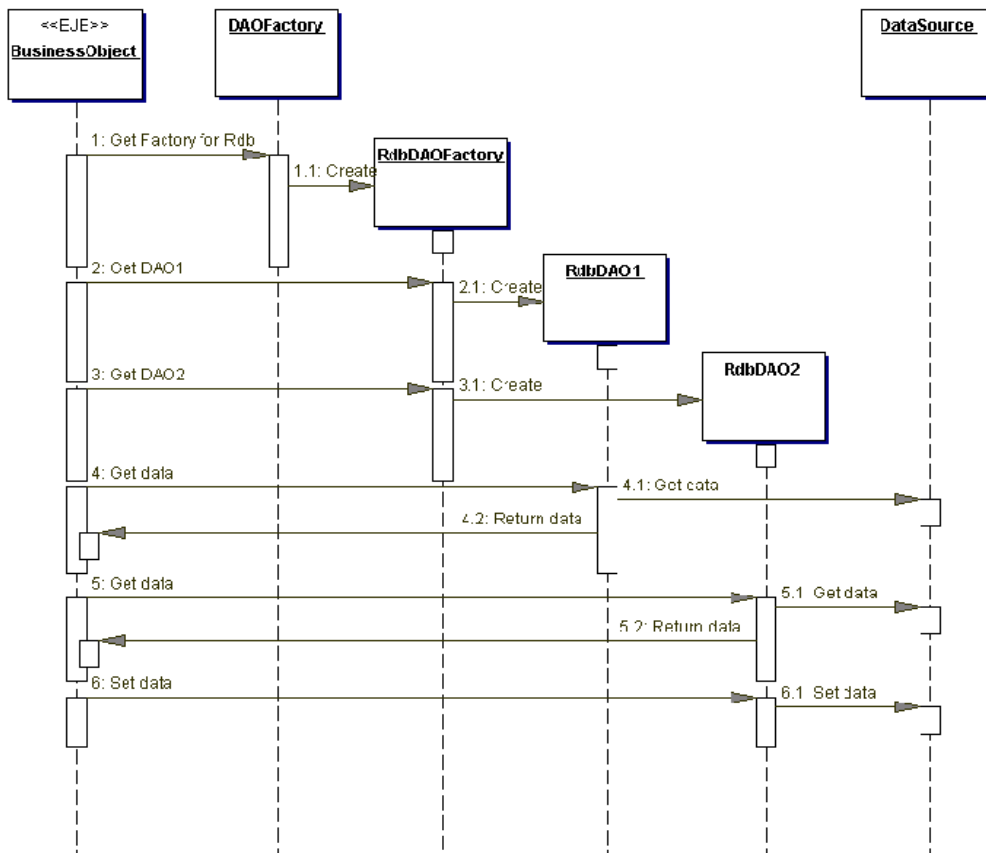 <<EJE>>
BusinessObject
DAOFactory
DataSource
1: Get Factory for Rdb
1.1: Create
RdbDAOFactory
2: Get DAO1
2.1: Create
RdbDAO1
3: Get DAO2
3.1: Create
RdbDAO2
4: Get data
4.1: Get data
4.2: Return data
5: Get data
5.1 Get data
5.2: Return data
6: Set data
6.1 Set data